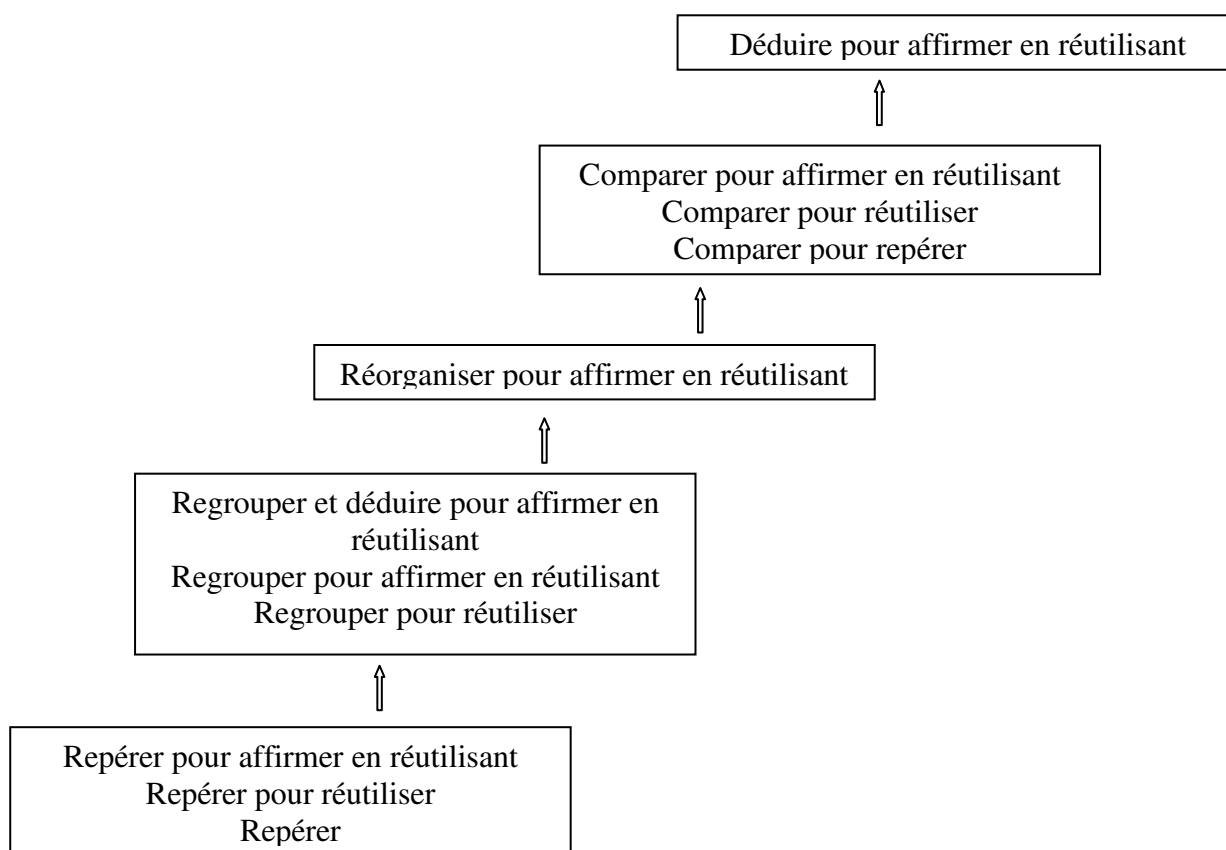 Déduire pour affirmer en réutilisant
Comparer pour affirmer en réutilisant
Comparer pour réutiliser
Comparer pour repérer
Réorganiser pour affirmer en réutilisant
Regrouper et déduire pour affirmer en
réutilisant
Regrouper pour affirmer en réutilisant
Regrouper pour réutiliser
Repérer pour affirmer en réutilisant
Repérer pour réutiliser
Repérer